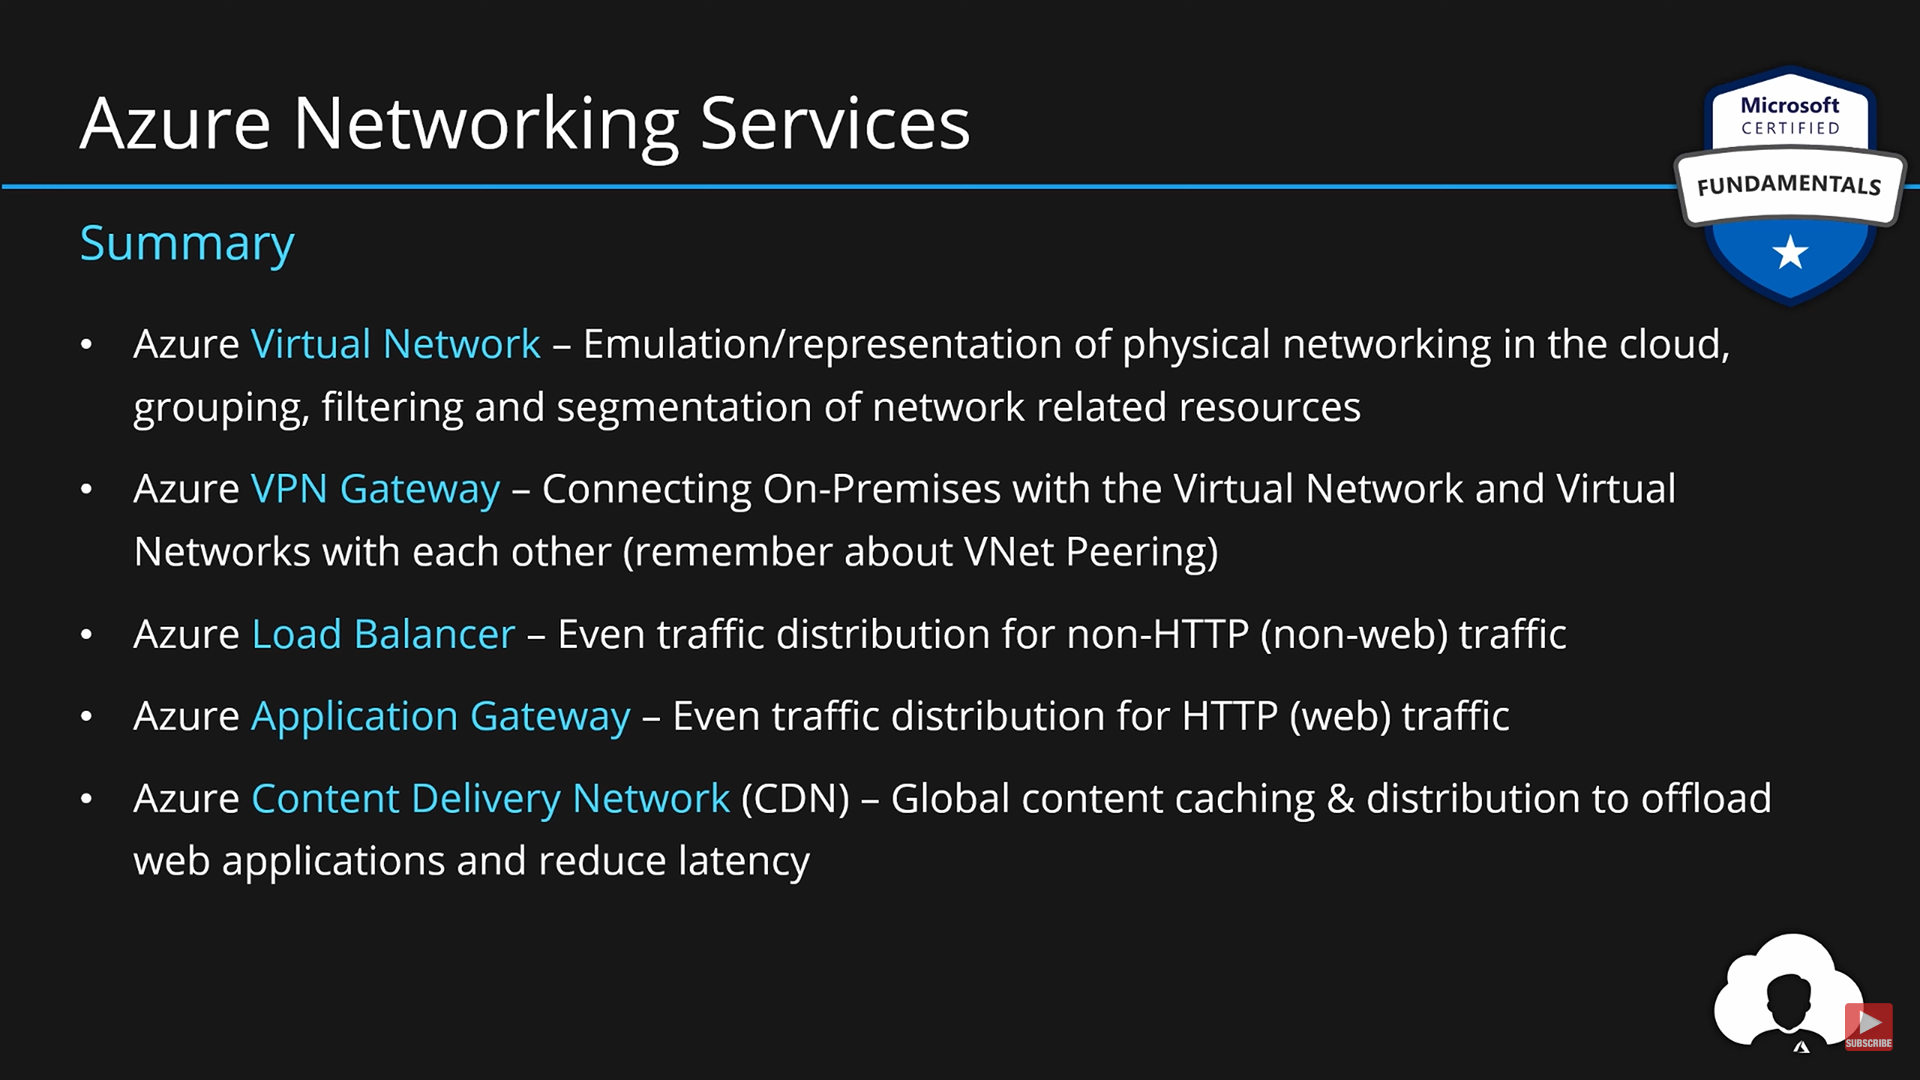 Azure Networking Services
Microsoft
CERTIFIED
FUNDAMENTALS
Summary
• Azure Virtual Network – Emulation/representation of physical networking in the cloud,
grouping, filtering and segmentation of network related resources
• Azure VPN Gateway – Connecting On-Premises with the Virtual Network and Virtual
Networks with each other (remember about VNet Peering)
• Azure Load Balancer – Even traffic distribution for non-HTTP (non-web) traffic
• Azure Application Gateway – Even traffic distribution for HTTP (web) traffic
• Azure Content Delivery Network (CDN) – Global content caching & distribution to offload
web applications and reduce latency
SUBSCRIBE